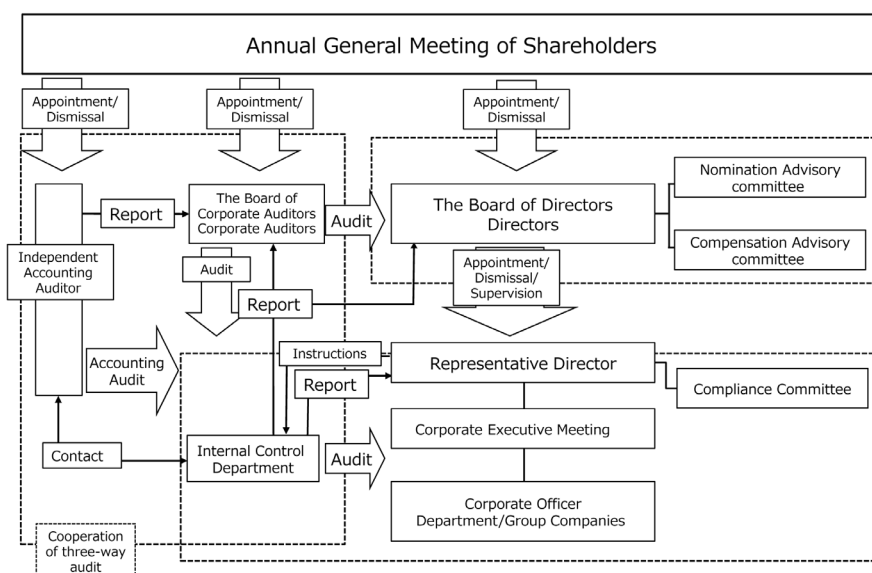 Annual General Meeting of Shareholders
Appointment/
Dismissal
Appointment/
Dismissal
Appointment/
Dismissal
Nomination Advisory
committee
Report
The Board of
Corporate Auditors
Corporate Auditors
Audit
The Board of Directors
Directors
Compensation Advisory
committee
Independent
Accounting
Auditor
Audit
Appointment/
Dismissal/
Supervision
Report
Instructions
Accounting
Audit
Report
Representative Director
Compliance Committee
Corporate Executive Meeting
Contact
Internal Control
Department
Audit
Corporate Officer
Department/Group Companies
Cooperation
of three-way
audit